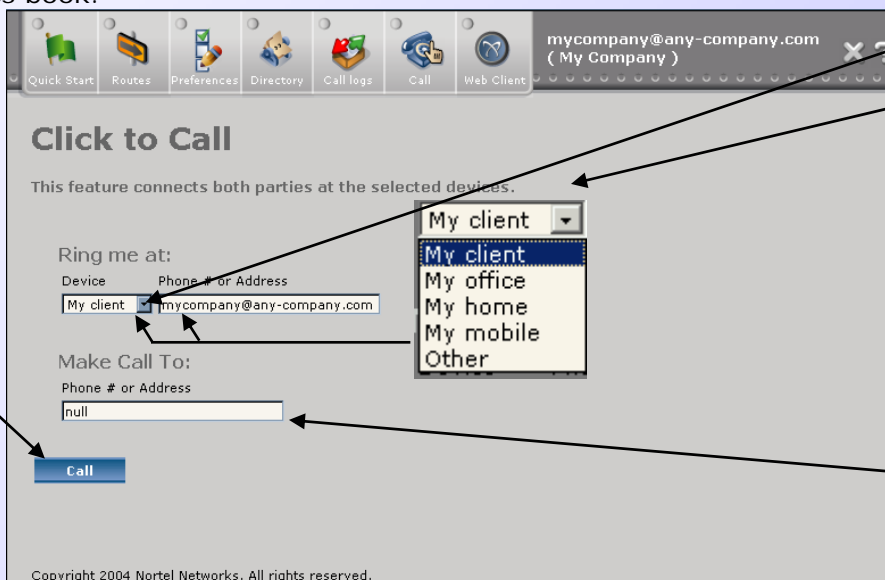 s book.
mycompany@any-company.com
( My Company )
Quick Start Routes Preferences Directory Call logs Call Web Client
Click to Call
This feature connects both parties at the selected devices.
My client
My client
My office
My home
My mobile
Other
Ring me at:
Device Phone # or Address
My client mycompany@any-company.com
Make Call To:
Phone # or Address
null
Call
Copyright 2004 Nortel Networks. All rights reserved.